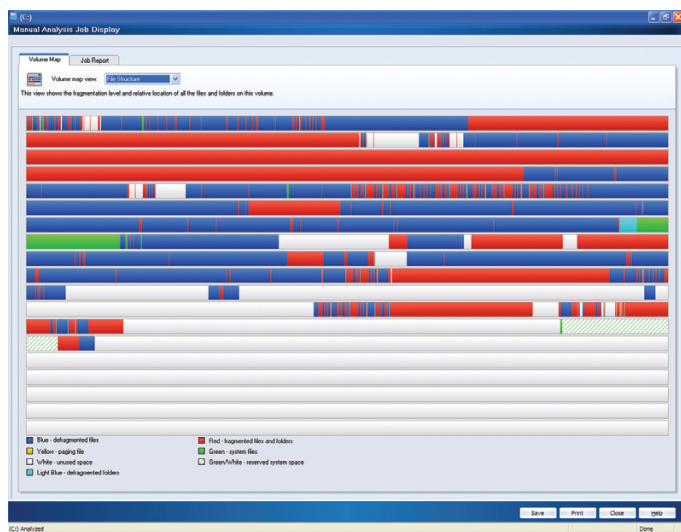 (C:)
Manual Analysis Job Display
Volume Map
Job Report
Volume map view:
File Structure
This view shows the fragmentation level and relative location of all the files and folders on this volume.
Blue - defragmented files
Red - fragmented files and folders
Yellow - paging file
Green - system files
White - unused space
Green/White - reserved system space
Light Blue - defragmented folders
Save
Print
Close
Help
(C:) Analyzed
Done